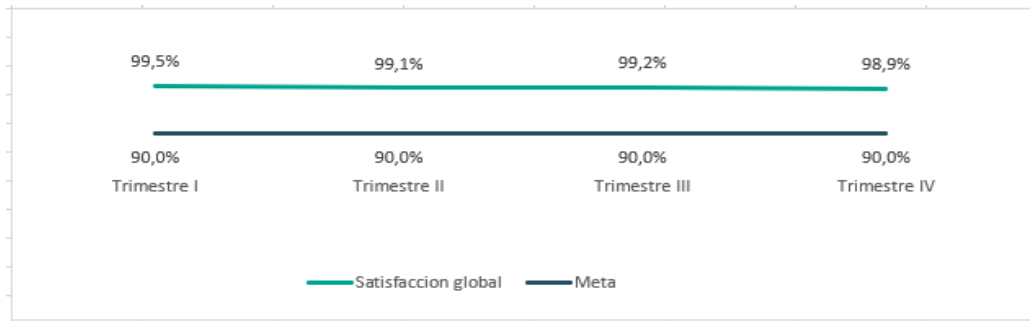 99,5% 99,1% 99,2% 98,9%
90,0% 90,0% 90,0% 90,0%
Trimestre I Trimestre II Trimestre III Trimestre IV
Satisfaccion global Meta